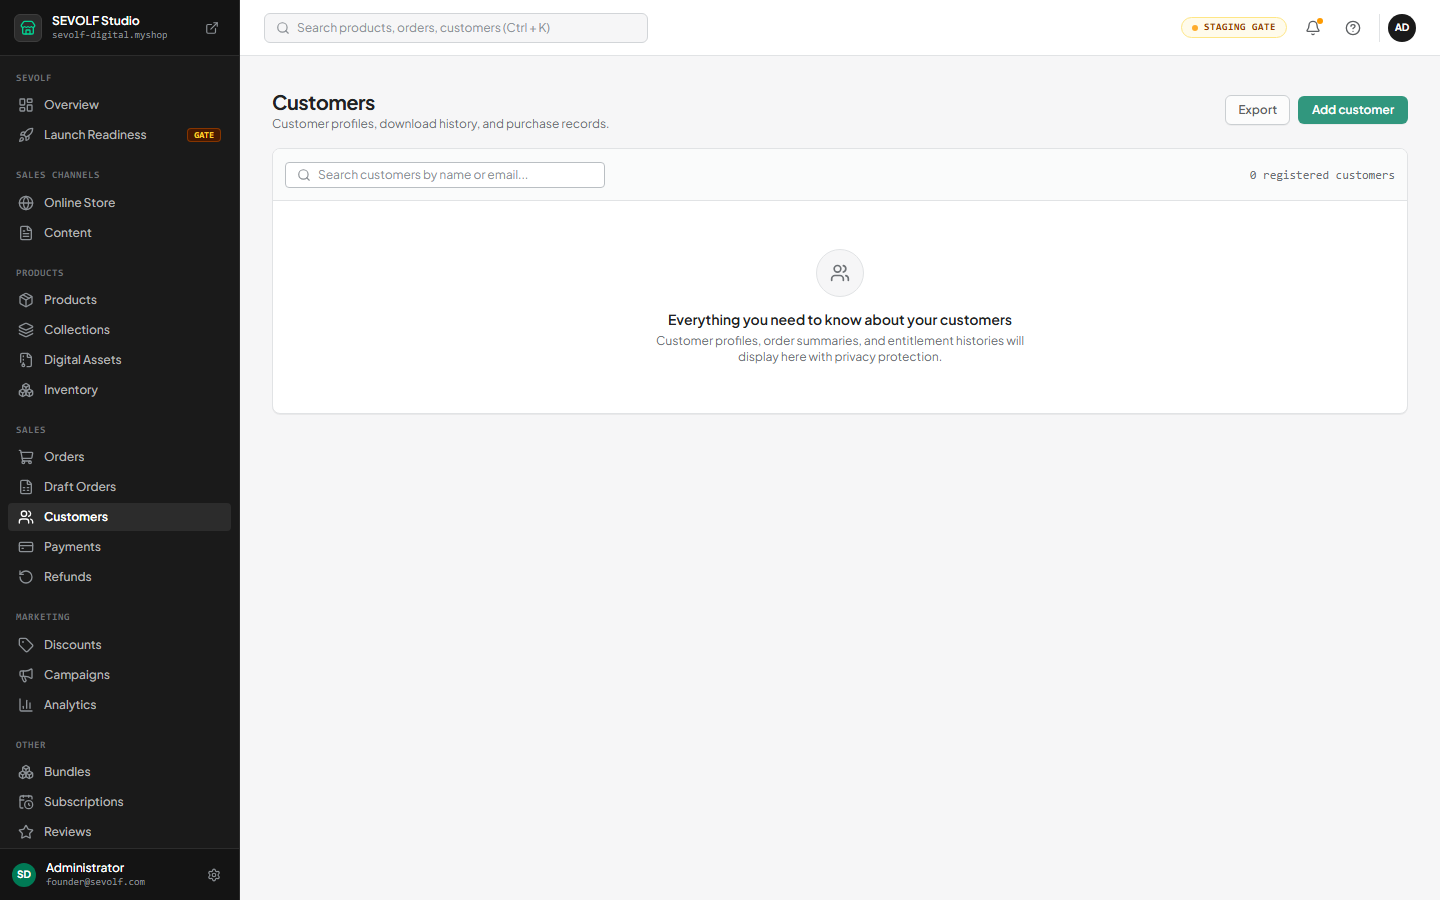 SEVOLF Studio
sevolf-digital.myshop
SEVOLF
Overview
Launch Readiness
GATE
SALES CHANNELS
Online Store
Content
PRODUCTS
Products
Collections
Digital Assets
Inventory
SALES
Orders
Draft Orders
Customers
Payments
Refunds
MARKETING
Discounts
Campaigns
Analytics
OTHER
Bundles
Subscriptions
Reviews
SD
Administrator
founder@sevolf.com
Search products, orders, customers (Ctrl + K)
STAGING GATE
AD
Customers
Customer profiles, download history, and purchase records.
Export
Add customer
Search customers by name or email...
0 registered customers
Everything you need to know about your customers
Customer profiles, order summaries, and entitlement histories will
display here with privacy protection.